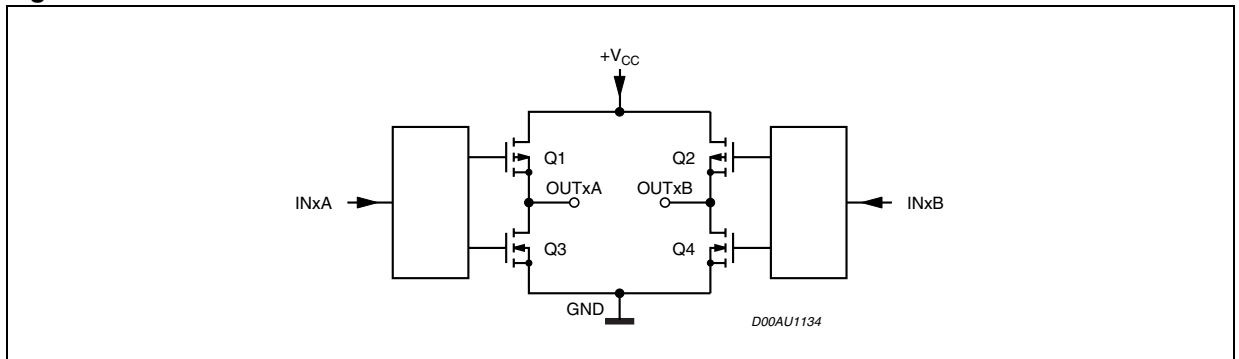 +VCC
Q1
Q2
OUTxA
OUTxB
INxA
INxB
Q3
Q4
GND
D00AU1134